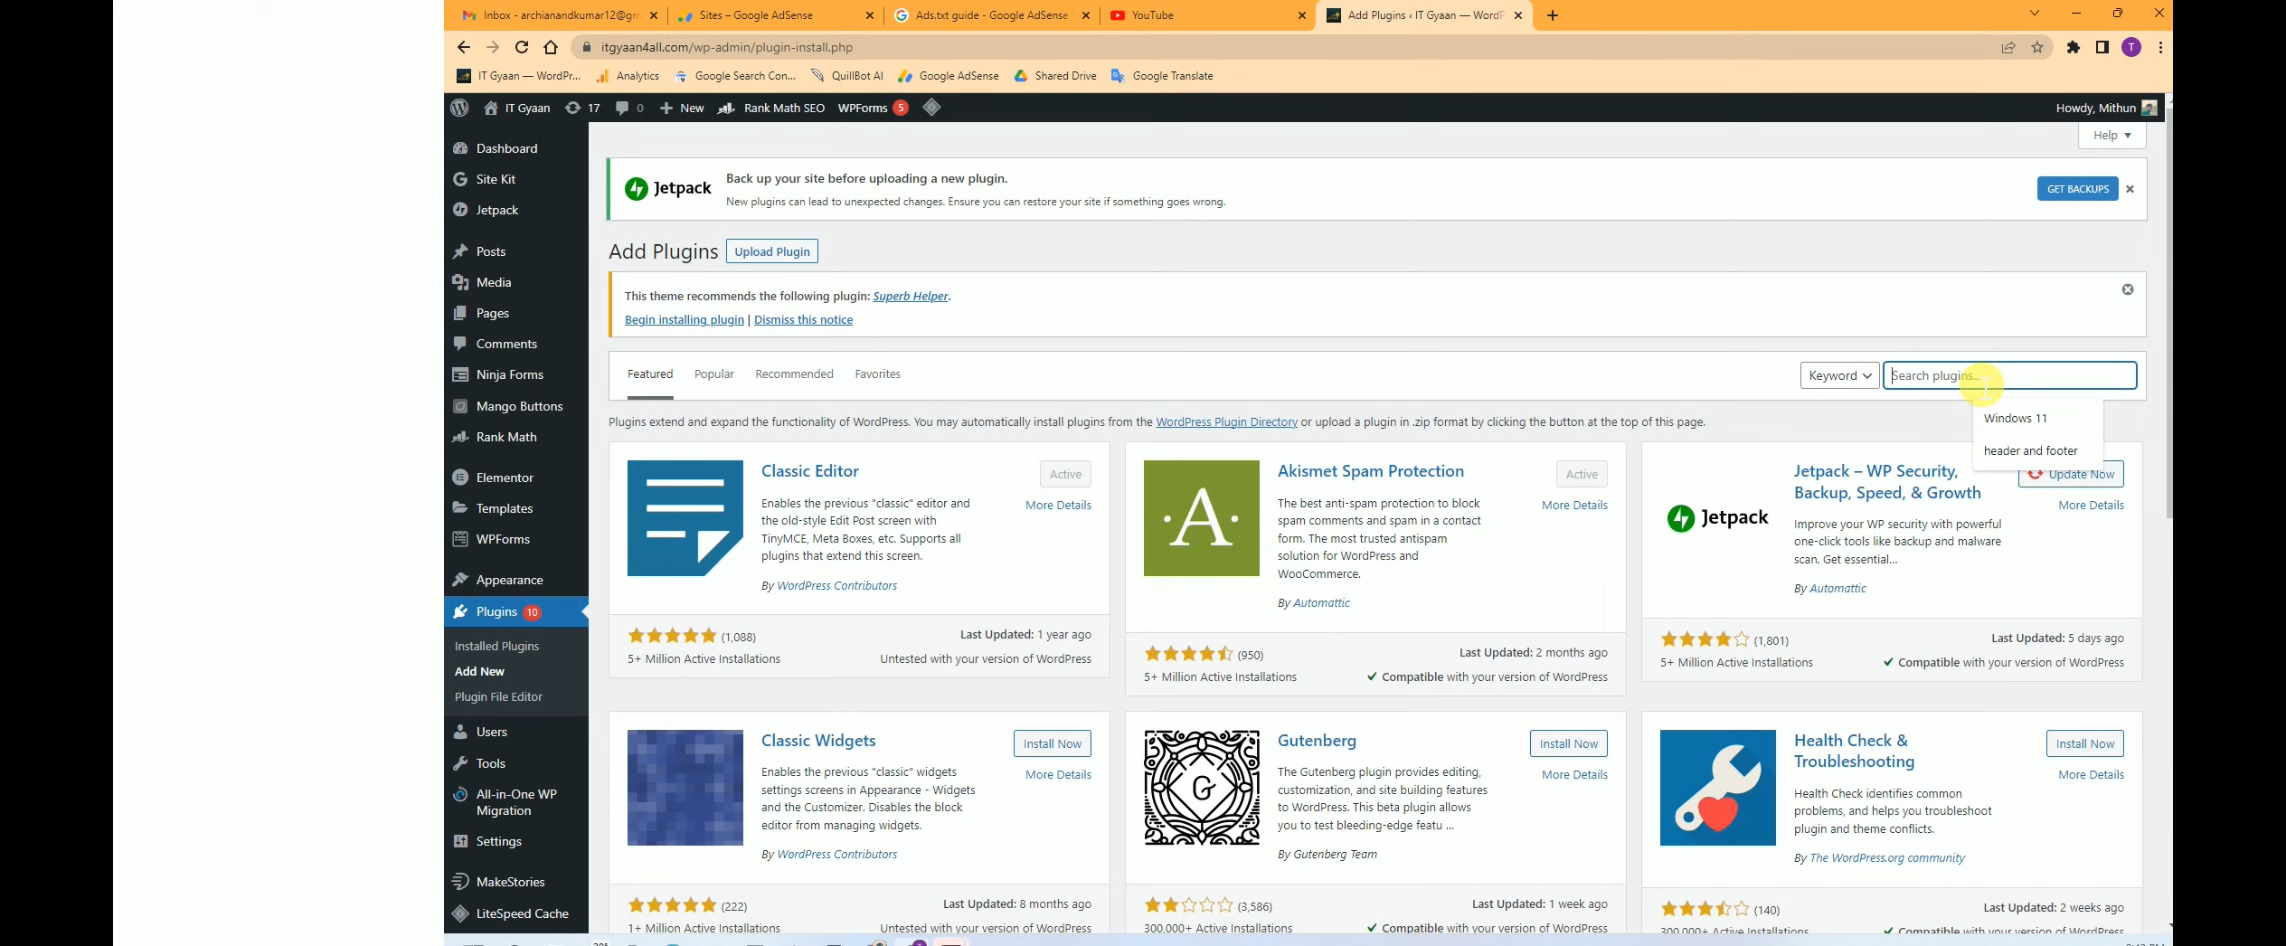 Inbox - archianandkumar12@gm
Sites – Google AdSense
Ads.txt guide - Google AdSense
YouTube
Add Plugins ‹ IT Gyaan — WordP
itgyaan4all.com/wp-admin/plugin-install.php
T
IT Gyaan — WordPr...
Analytics
Google Search Con...
QuillBot AI
Google AdSense
Shared Drive
Google Translate
IT Gyaan
17
0
New
Rank Math SEO
WPForms 5
Howdy, Mithun
Help
Dashboard
Site Kit
Jetpack
Posts
Media
Pages
Comments
Ninja Forms
Mango Buttons
Rank Math
Elementor
Templates
WPForms
Appearance
Plugins 10
Installed Plugins
Add New
Plugin File Editor
Users
Tools
All-in-One WP
Migration
Settings
MakeStories
LiteSpeed Cache
Jetpack
Back up your site before uploading a new plugin.
New plugins can lead to unexpected changes. Ensure you can restore your site if something goes wrong.
GET BACKUPS
Add Plugins
Upload Plugin
This theme recommends the following plugin: Superb Helper.
Begin installing plugin | Dismiss this notice
Featured
Popular
Recommended
Favorites
Keyword
Search plugins...
Windows 11
header and footer
Plugins extend and expand the functionality of WordPress. You may automatically install plugins from the WordPress Plugin Directory or upload a plugin in .zip format by clicking the button at the top of this page.
Classic Editor
Active
More Details
Enables the previous "classic" editor and
the old-style Edit Post screen with
TinyMCE, Meta Boxes, etc. Supports all
plugins that extend this screen.
By WordPress Contributors
(1,088)
Last Updated: 1 year ago
5+ Million Active Installations
Untested with your version of WordPress
A
Akismet Spam Protection
Active
More Details
The best anti-spam protection to block
spam comments and spam in a contact
form. The most trusted antispam
solution for WordPress and
WooCommerce.
By Automattic
(950)
Last Updated: 2 months ago
5+ Million Active Installations
Compatible with your version of WordPress
Jetpack
Jetpack – WP Security,
Backup, Speed, & Growth
Update Now
More Details
Improve your WP security with powerful
one-click tools like backup and malware
scan. Get essential...
By Automattic
(1,801)
Last Updated: 5 days ago
5+ Million Active Installations
Compatible with your version of WordPress
Classic Widgets
Install Now
More Details
Enables the previous "classic" widgets
settings screens in Appearance - Widgets
and the Customizer. Disables the block
editor from managing widgets.
By WordPress Contributors
(222)
Last Updated: 8 months ago
1+ Million Active Installations
Untested with your version of WordPress
G
Gutenberg
Install Now
More Details
The Gutenberg plugin provides editing,
customization, and site building features
to WordPress. This beta plugin allows
you to test bleeding-edge featu ...
By Gutenberg Team
(3,586)
Last Updated: 1 week ago
300,000+ Active Installations
Compatible with your version of WordPress
Health Check &
Troubleshooting
Install Now
More Details
Health Check identifies common
problems, and helps you troubleshoot
plugin and theme conflicts.
By The WordPress.org community
(140)
Last Updated: 2 weeks ago
300,000+ Active Installations
Compatible with your version of WordPress